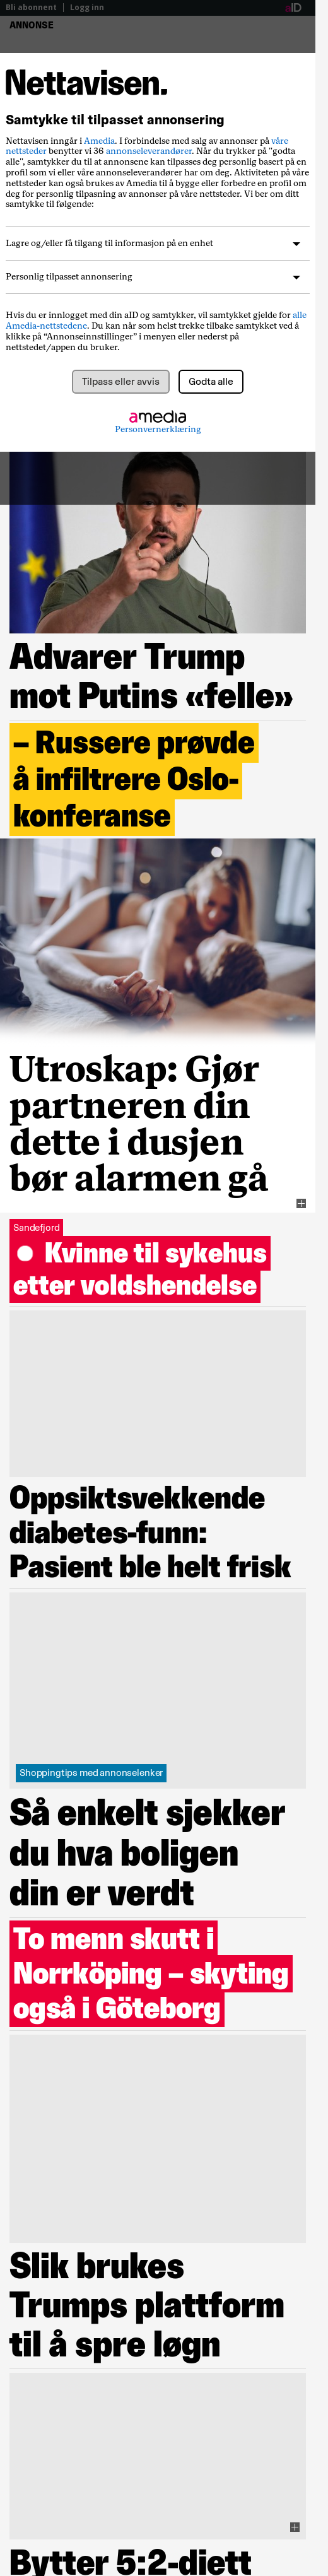 Bli abonnent | Logg inn
aID
ANNONSE
Nettavisen.
Samtykke til tilpasset annonsering
Nettavisen inngår i Amedia. I forbindelse med salg av annonser på våre
nettsteder benytter vi 36 annonseleverandører. Når du trykker på "godta
alle", samtykker du til at annonsene kan tilpasses deg personlig basert på en
profil som vi eller våre annonseleverandører har om deg. Aktiviteten på våre
nettsteder kan også brukes av Amedia til å bygge eller forbedre en profil om
deg for personlig tilpasning av annonser på våre nettsteder. Vi ber om ditt
samtykke til følgende:
Lagre og/eller få tilgang til informasjon på en enhet
Personlig tilpasset annonsering
Hvis du er innlogget med din aID og samtykker, vil samtykket gjelde for alle
Amedia-nettstedene. Du kan når som helst trekke tilbake samtykket ved å
klikke på “Annonseinnstillinger” i menyen eller nederst på
nettstedet/appen du bruker.
Tilpass eller avvis
Godta alle
amedia
Personvernerklæring
Advarer Trump
mot Putins «felle»
– Russere prøvde
å infiltrere Oslo-
konferanse
Utroskap: Gjør
partneren din
dette i dusjen
bør alarmen gå
Sandefjord
Kvinne til sykehus
etter voldshendelse
Oppsiktsvekkende
diabetes-funn:
Pasient ble helt frisk
Shoppingtips med annonselenker
Så enkelt sjekker
du hva boligen
din er verdt
To menn skutt i
Norrköping – skyting
også i Göteborg
Slik brukes
Trumps plattform
til å spre løgn
Bytter 5:2-diett